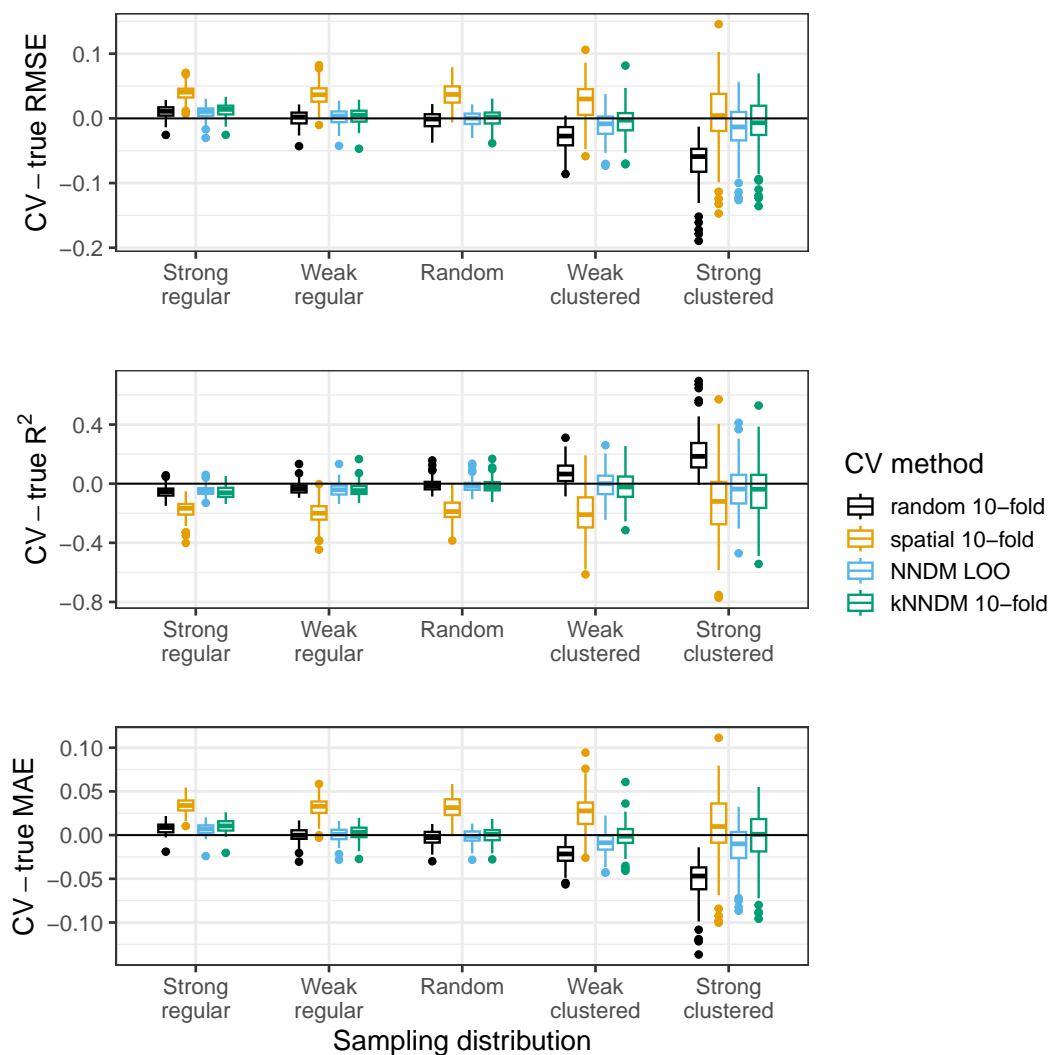 CV − true RMSE
0.1
0.0
−0.1
−0.2
Strong
regular
Weak
regular
Random
Weak
clustered
Strong
clustered
CV − true R²
0.4
0.0
−0.4
−0.8
Strong
regular
Weak
regular
Random
Weak
clustered
Strong
clustered
CV − true MAE
0.10
0.05
0.00
−0.05
−0.10
Strong
regular
Weak
regular
Random
Weak
clustered
Strong
clustered
Sampling distribution
CV method
random 10−fold
spatial 10−fold
NNDM LOO
kNNDM 10−fold